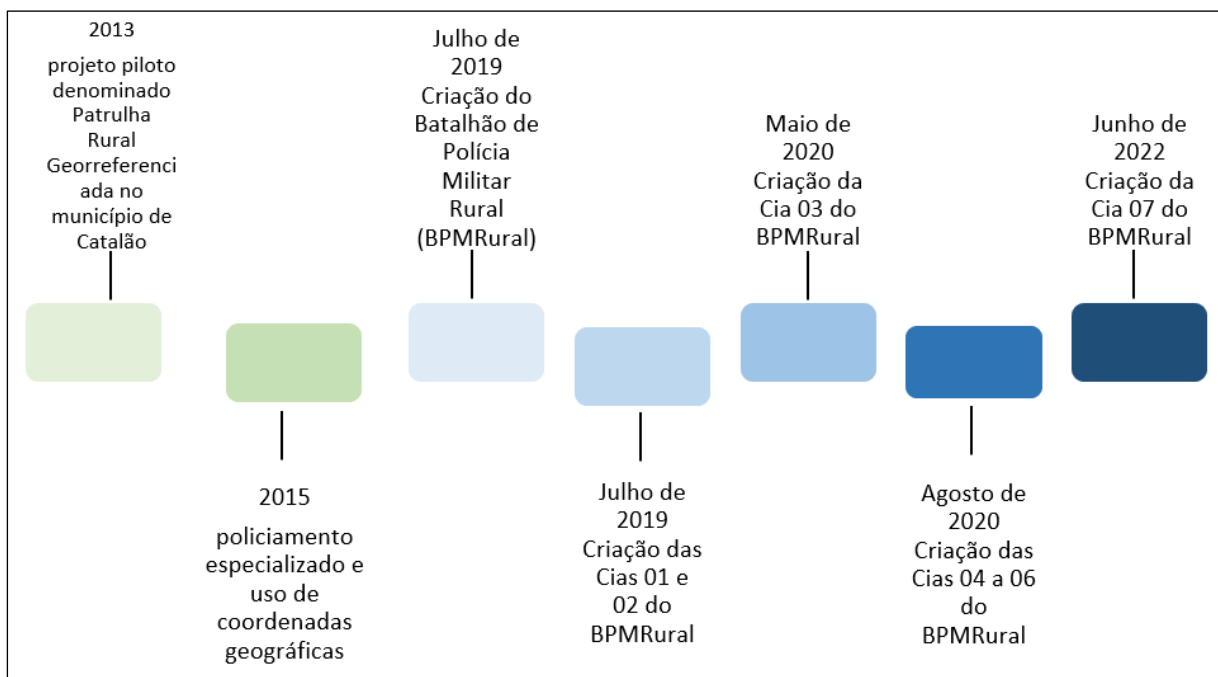 2013
projeto piloto
denominado
Patrulha
Rural
Georreferenci
ada no
município de
Catalão
2015
policiamento
especializado e
uso de
coordenadas
geográficas
Julho de
2019
Criação do
Batalhão de
Polícia
Militar
Rural
(BPMRural)
Julho de
2019
Criação das
Cias 01 e
02 do
BPMRural
Maio de
2020
Criação da
Cia 03 do
BPMRural
Agosto de
2020
Criação das
Cias 04 a 06
do
BPMRural
Junho de
2022
Criação da
Cia 07 do
BPMRural